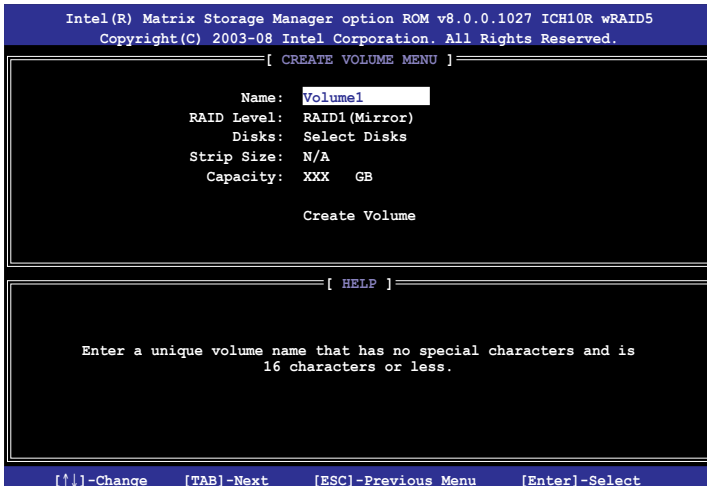 Intel(R) Matrix Storage Manager option ROM v8.0.0.1027 ICH10R wRAID5
Copyright(C) 2003-08 Intel Corporation. All Rights Reserved.
[ CREATE VOLUME MENU ]
Name: Volume1
RAID Level: RAID1(Mirror)
Disks: Select Disks
Strip Size: N/A
Capacity: XXX GB
Create Volume
[ HELP ]
Enter a unique volume name that has no special characters and is
16 characters or less.
[↑↓]-Change [TAB]-Next [ESC]-Previous Menu [Enter]-Select